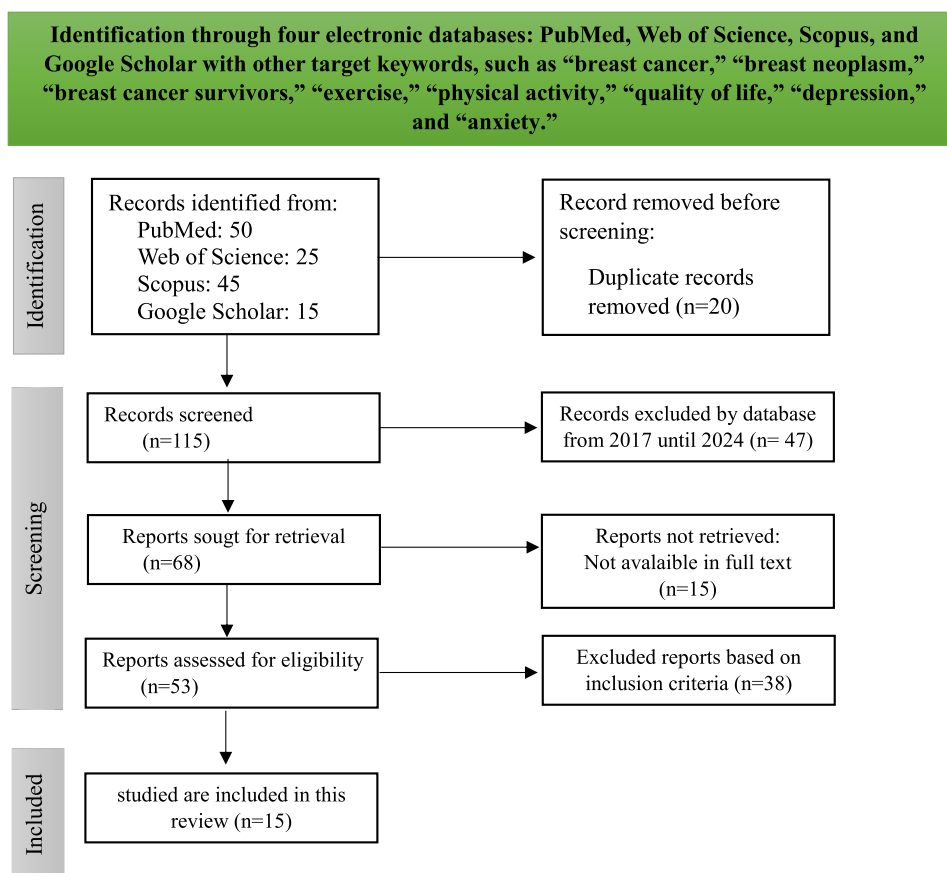 Identification through four electronic databases: PubMed, Web of Science, Scopus, and
Google Scholar with other target keywords, such as “breast cancer,” “breast neoplasm,”
“breast cancer survivors,” “exercise,” “physical activity,” “quality of life,” “depression,”
and “anxiety.”
Identification
Records identified from:
PubMed: 50
Web of Science: 25
Scopus: 45
Google Scholar: 15
Record removed before
screening:
Duplicate records
removed (n=20)
Screening
Records screened
(n=115)
Records excluded by database
from 2017 until 2024 (n= 47)
Reports sougt for retrieval
(n=68)
Reports not retrieved:
Not avalaible in full text
(n=15)
Reports assessed for eligibility
(n=53)
Excluded reports based on
inclusion criteria (n=38)
Included
studied are included in this
review (n=15)